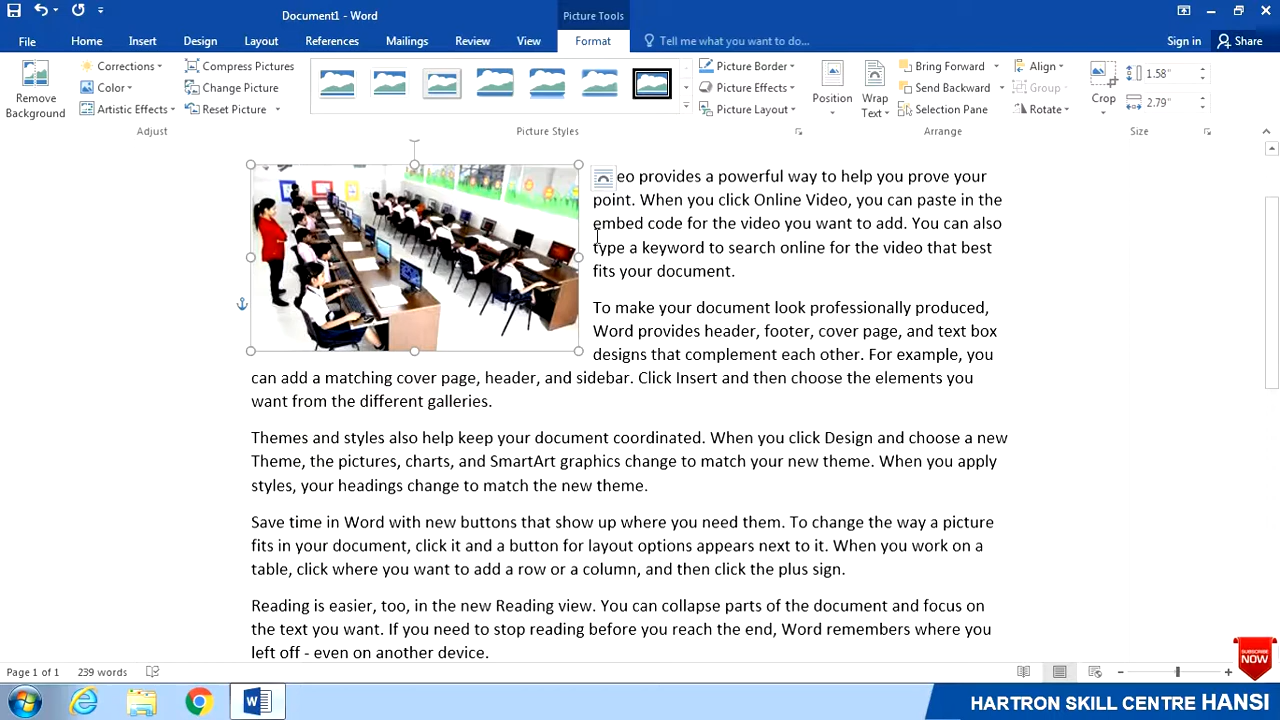 Document1 - Word
Picture Tools
File
Home
Insert
Design
Layout
References
Mailings
Review
View
Format
Tell me what you want to do...
Sign in
Share
Remove
Background
Corrections
Color
Artistic Effects
Compress Pictures
Change Picture
Reset Picture
Adjust
Picture Styles
Picture Border
Picture Effects
Picture Layout
Position
Wrap
Text
Bring Forward
Send Backward
Selection Pane
Align
Group
Rotate
Arrange
Crop
1.58"
2.79"
Size
eo provides a powerful way to help you prove your
point. When you click Online Video, you can paste in the
embed code for the video you want to add. You can also
type a keyword to search online for the video that best
fits your document.
To make your document look professionally produced,
Word provides header, footer, cover page, and text box
designs that complement each other. For example, you
can add a matching cover page, header, and sidebar. Click Insert and then choose the elements you
want from the different galleries.
Themes and styles also help keep your document coordinated. When you click Design and choose a new
Theme, the pictures, charts, and SmartArt graphics change to match your new theme. When you apply
styles, your headings change to match the new theme.
Save time in Word with new buttons that show up where you need them. To change the way a picture
fits in your document, click it and a button for layout options appears next to it. When you work on a
table, click where you want to add a row or a column, and then click the plus sign.
Reading is easier, too, in the new Reading view. You can collapse parts of the document and focus on
the text you want. If you need to stop reading before you reach the end, Word remembers where you
left off - even on another device.
SUBSCRIBE
NOW
Page 1 of 1
239 words
HARTRON SKILL CENTRE HANSI